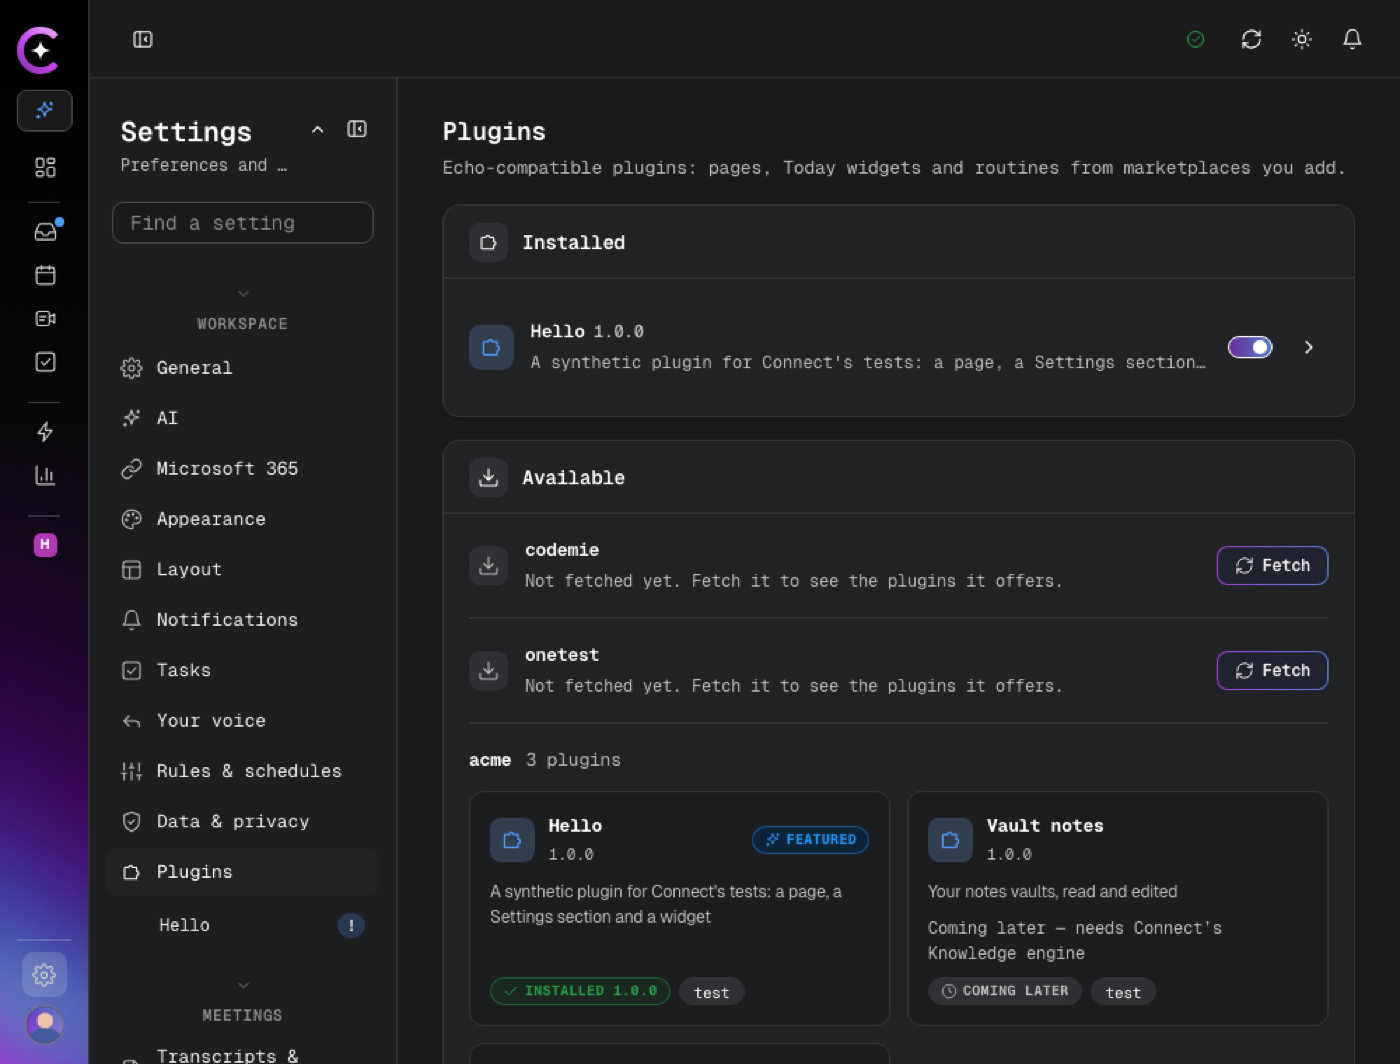 Settings
Preferences and …
Find a setting
WORKSPACE
General
AI
Microsoft 365
Appearance
Layout
Notifications
Tasks
Your voice
Rules & schedules
Data & privacy
Plugins
Hello
!
MEETINGS
Transcripts &
H
Plugins
Echo-compatible plugins: pages, Today widgets and routines from marketplaces you add.
Installed
Hello 1.0.0
A synthetic plugin for Connect's tests: a page, a Settings section…
Available
codemie
Not fetched yet. Fetch it to see the plugins it offers.
Fetch
onetest
Not fetched yet. Fetch it to see the plugins it offers.
Fetch
acme 3 plugins
Hello
1.0.0
FEATURED
A synthetic plugin for Connect's tests: a page, a
Settings section and a widget
INSTALLED 1.0.0
test
Vault notes
1.0.0
Your notes vaults, read and edited
Coming later — needs Connect's
Knowledge engine
COMING LATER
test